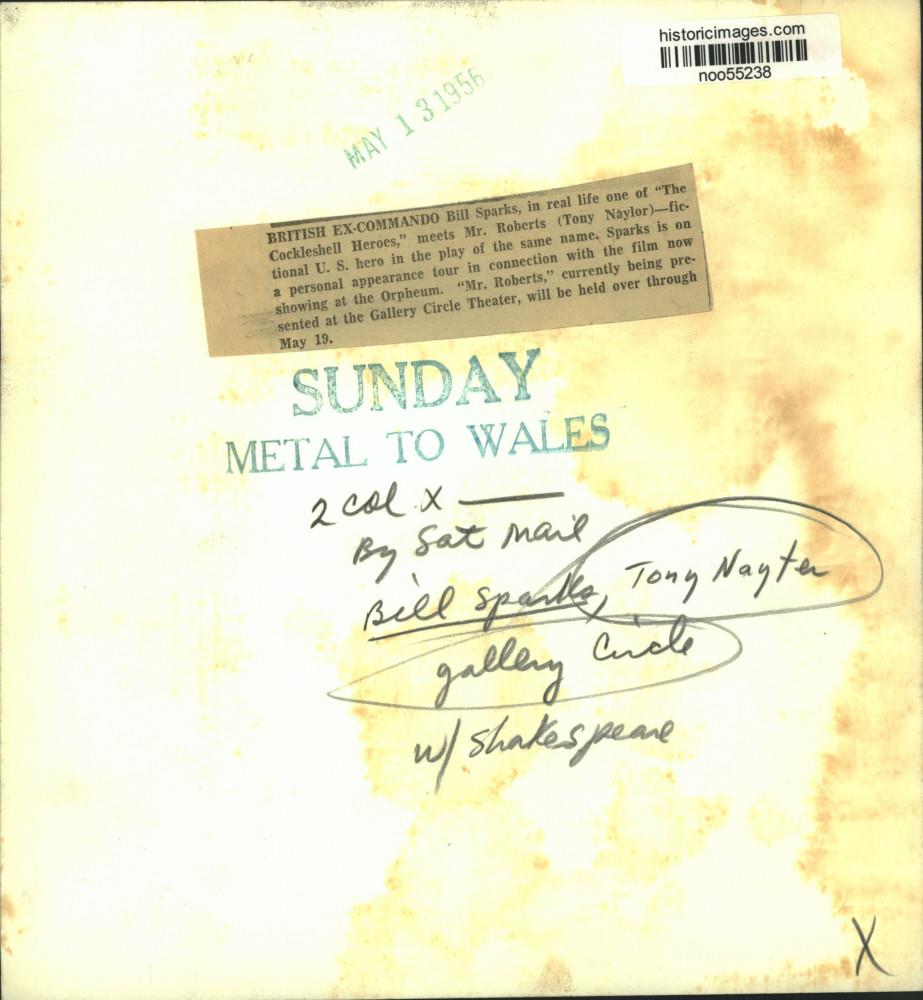 historicimages.com
noo55238
MAY 13 1956
BRITISH EX-COMMANDO Bill Sparks, in real life one of "The
Cockleshell Heroes," meets Mr. Roberts (Tony Naylor)—fic-
tional U. S. hero in the play of the same name. Sparks is on
a personal appearance tour in connection with the film now
showing at the Orpheum. "Mr. Roberts," currently being pre-
sented at the Gallery Circle Theater, will be held over through
May 19.
SUNDAY
METAL TO WALES
2 col x —
By Sat Mail
Bill Sparks, Tony Nayter
gallery Circle
w/ Shakespeare
X